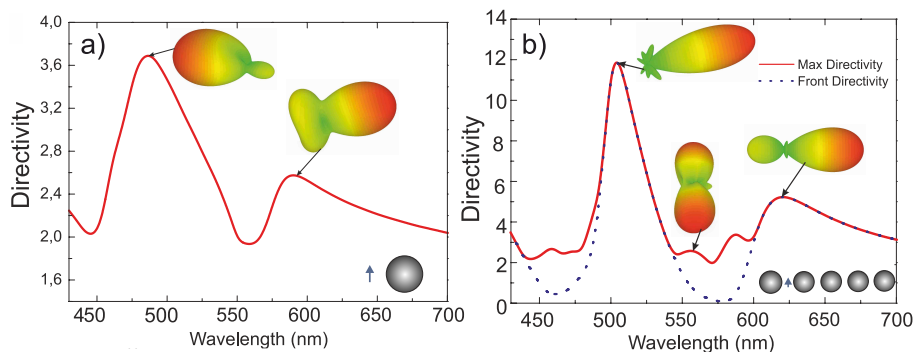 a)
4,0
3,6
3,2
2,8
2,4
2,0
1,6
Directivity
450 500 550 600 650 700
Wavelength (nm)
b)
14
12
10
8
6
4
2
0
Directivity
Max Directivity
Front Directivity
450 500 550 600 650 700
Wavelength (nm)